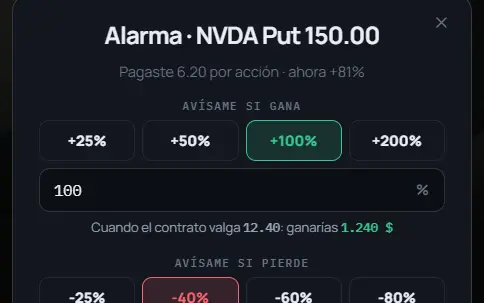 Alarma · NVDA Put 150.00
Pagaste 6.20 por acción · ahora +81%
AVÍSAME SI GANA
+25% +50% +100% +200%
100 %
Cuando el contrato valga 12.40: ganarías 1.240 $
AVÍSAME SI PIERDE
-25% -40% -60% -80%